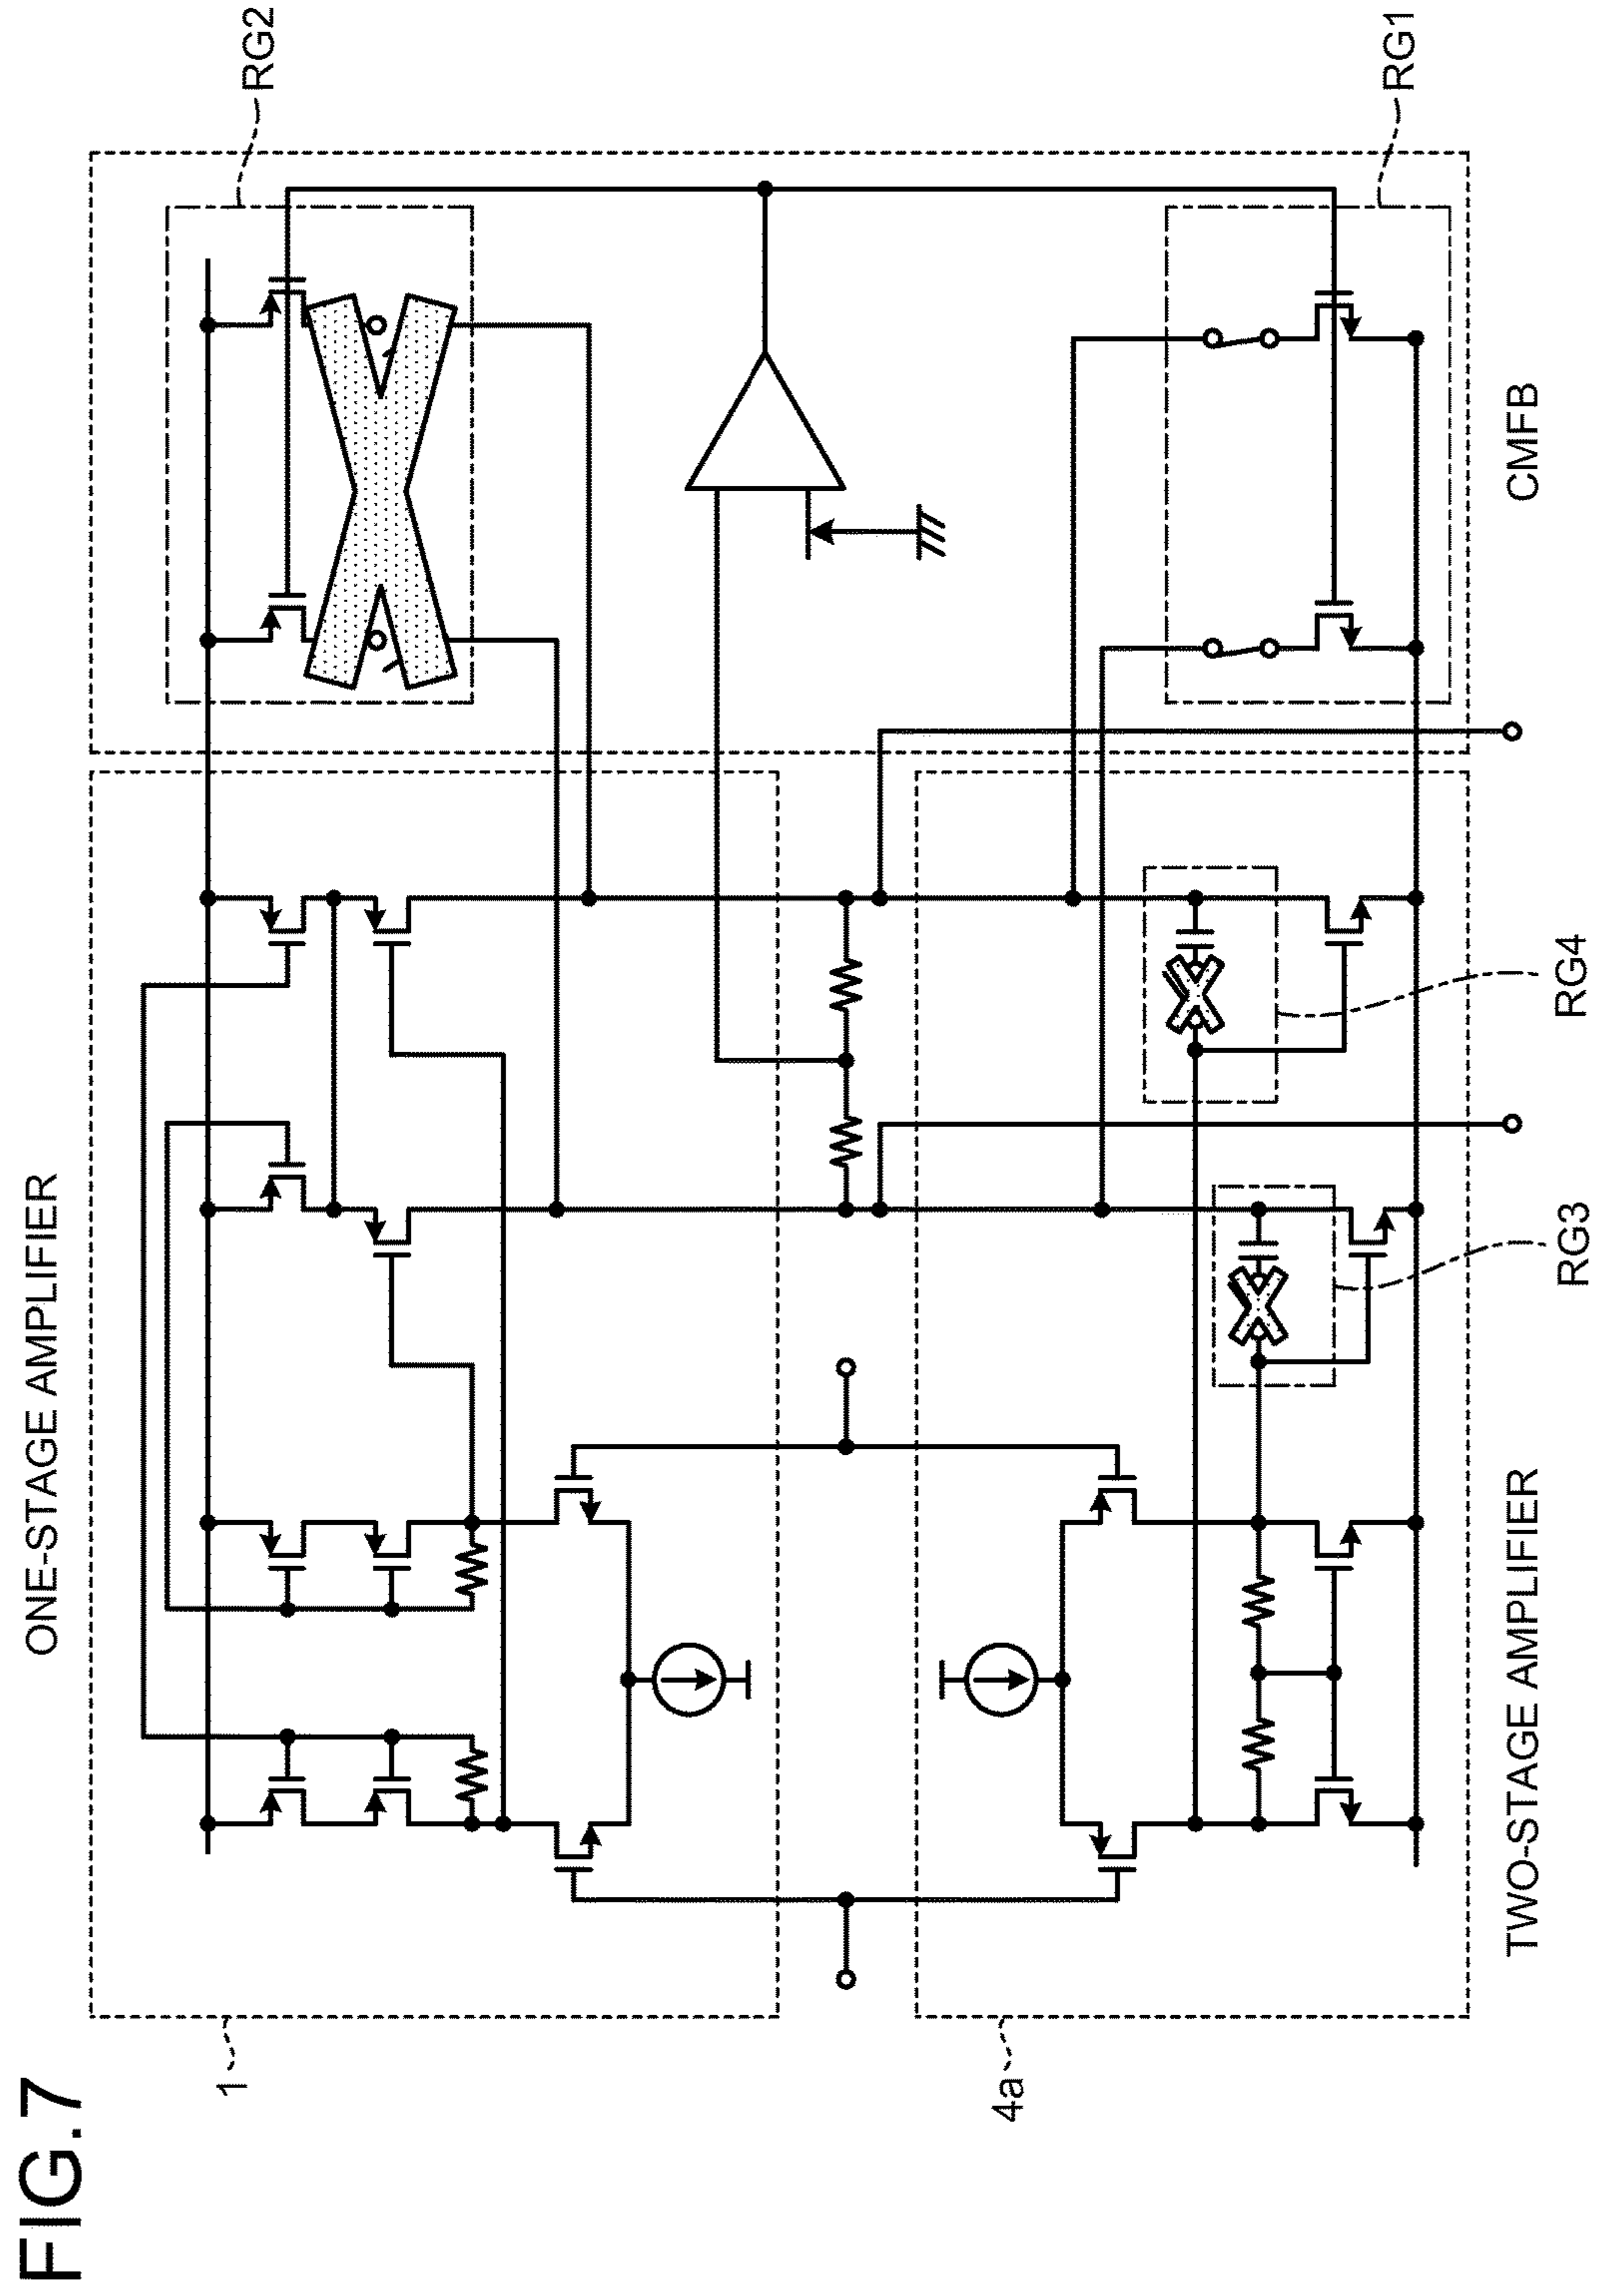 FIG.7
ONE-STAGE AMPLIFIER
1
RG2
RG1
CMFB
RG4
RG3
4a
TWO-STAGE AMPLIFIER